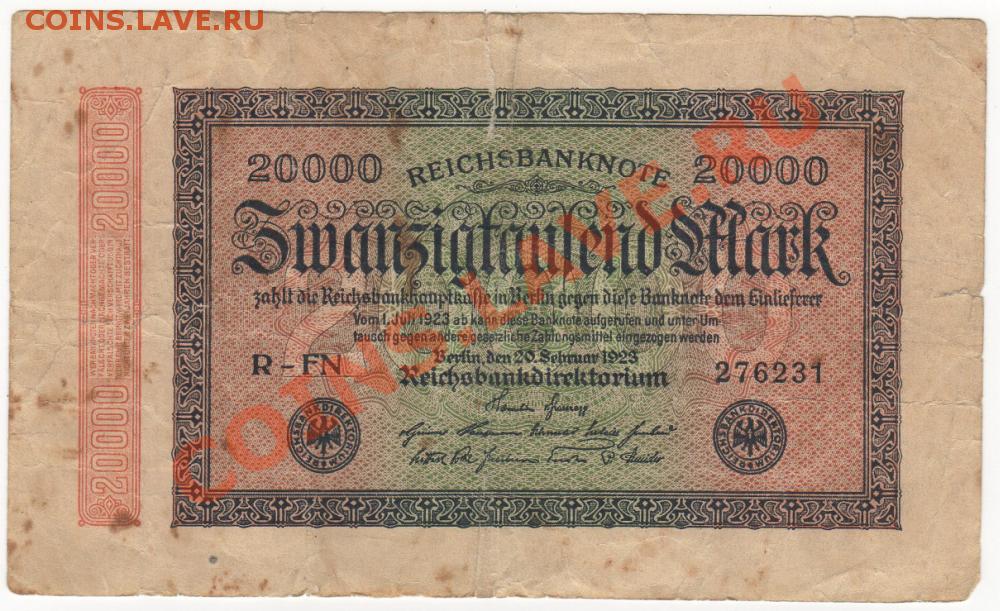 COINS.LAVE.RU
20000 REICHSBANKNOTE 20000
Zwanzigtausend Mark
zahlt die Reichsbankhauptkasse in Berlin gegen diese Banknote dem Einlieferer
Vom 1. Juli 1923 ab kann diese Banknote aufgerufen und unter Um-
tausch gegen andere gesetzliche Zahlungsmittel eingezogen werden
Berlin, den 20. Februar 1923
R-FN Reichsbankdirektorium 276231
REICHSBANKDIREKTORIUM
REICHSBANKDIREKTORIUM
20000 20000
COINS.LAVE.RU